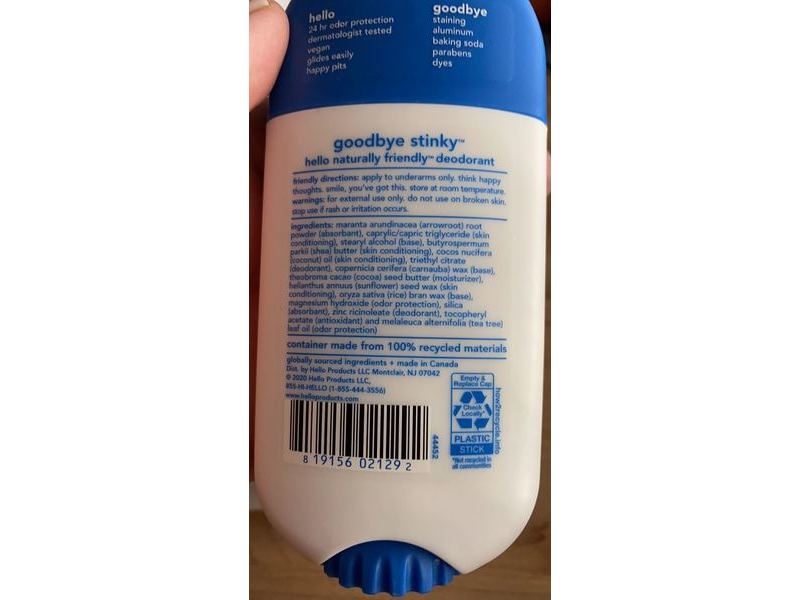 hello
24 hr odor protection
dermatologist tested
vegan
glides easily
happy pits
goodbye
staining
aluminum
baking soda
parabens
dyes
goodbye stinky™
hello naturally friendly™ deodorant
friendly directions: apply to underarms only. think happy
thoughts. smile, you've got this. store at room temperature.
warnings: for external use only. do not use on broken skin.
stop use if rash or irritation occurs.
ingredients: maranta arundinacea (arrowroot) root
powder (absorbant), caprylic/capric triglyceride (skin
conditioning), stearyl alcohol (base), butyrospermum
parkii (shea) butter (skin conditioning), cocos nucifera
(coconut) oil (skin conditioning), triethyl citrate
(deodorant), copernicia cerifera (carnauba) wax (base),
theobroma cacao (cocoa) seed butter (moisturizer),
helianthus annuus (sunflower) seed wax (skin
conditioning), oryza sativa (rice) bran wax (base),
magnesium hydroxide (odor protection), silica
(absorbant), zinc ricinoleate (deodorant), tocopheryl
acetate (antioxidant) and melaleuca alternifolia (tea tree)
leaf oil (odor protection)
container made from 100% recycled materials
globally sourced ingredients + made in Canada
Dist. by Hello Products LLC Montclair, NJ 07042
© 2020 Hello Products LLC,
855-HI-HELLO (1-855-444-3556)
www.helloproducts.com
8 19156 02129 2
44452
Empty &
Replace Cap
Check
Locally*
PLASTIC
STICK
*Not recycled in
all communities
how2recycle.info